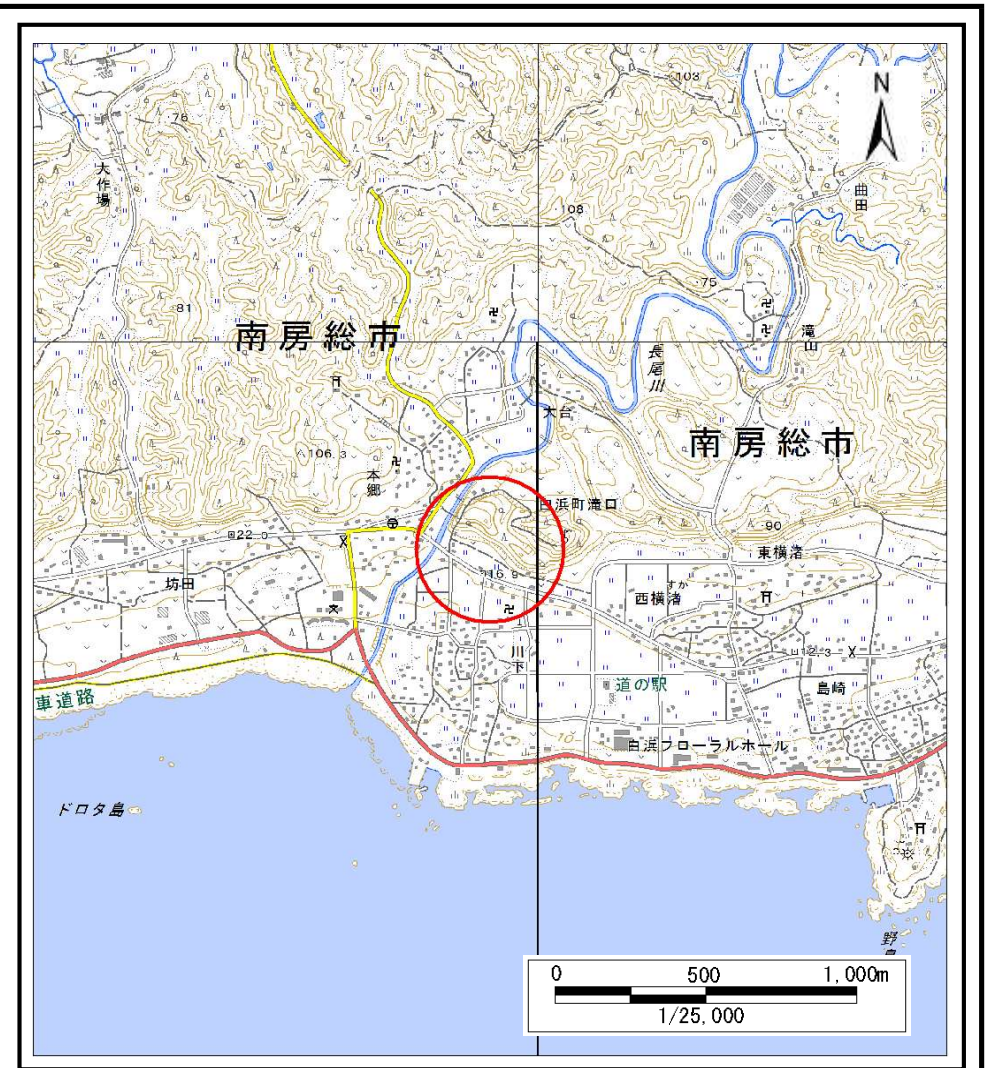 103
N
76
大作場
曲田
108
75
81
南房総市
滝山
長尾川
大台
南房総市
106.3
本郷
白浜町滝口
22.0
90
東横渚
16.9
坊田
すか
西横渚
川下
12.3
道の駅
車道路
島崎
10
白浜フローラルホール
ドロタ島
野
0 500 1,000m
1/25,000